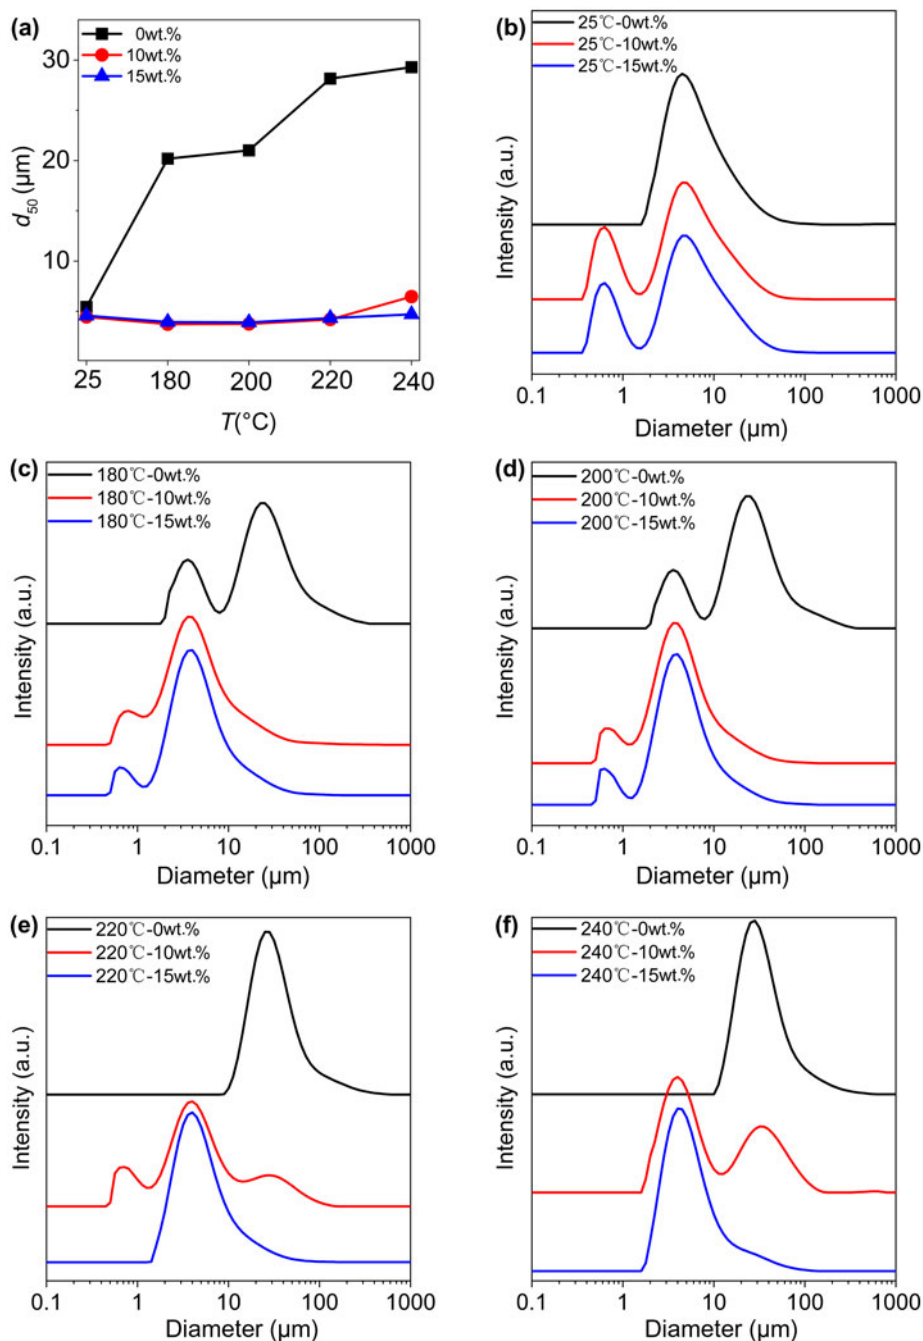 (a)
0wt.%
10wt.%
15wt.%
30
20
10
d50 (μm)
25 180 200 220 240
T(°C)
(b)
25℃-0wt.%
25℃-10wt.%
25℃-15wt.%
Intensity (a.u.)
0.1 1 10 100 1000
Diameter (μm)
(c)
180℃-0wt.%
180℃-10wt.%
180℃-15wt.%
Intensity (a.u.)
0.1 1 10 100 1000
Diameter (μm)
(d)
200℃-0wt.%
200℃-10wt.%
200℃-15wt.%
Intensity (a.u.)
0.1 1 10 100 1000
Diameter (μm)
(e)
220℃-0wt.%
220℃-10wt.%
220℃-15wt.%
Intensity (a.u.)
0.1 1 10 100 1000
Diameter (μm)
(f)
240℃-0wt.%
240℃-10wt.%
240℃-15wt.%
Intensity (a.u.)
0.1 1 10 100 1000
Diameter (μm)